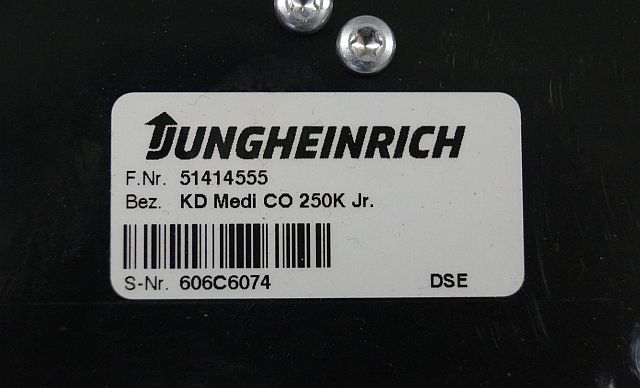 JUNGHEINRICH
F.Nr. 51414555
Bez. KD Medi CO 250K Jr.
S-Nr. 606C6074 DSE